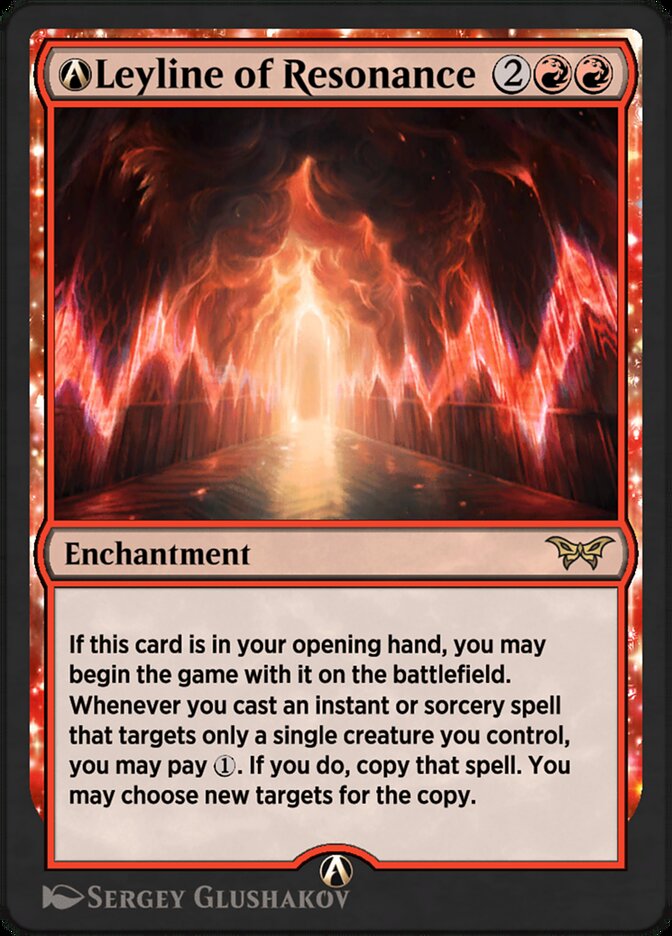 A Leyline of Resonance 2
Enchantment
If this card is in your opening hand, you may
begin the game with it on the battlefield.
Whenever you cast an instant or sorcery spell
that targets only a single creature you control,
you may pay 1. If you do, copy that spell. You
may choose new targets for the copy.
A
Sergey Glushakov